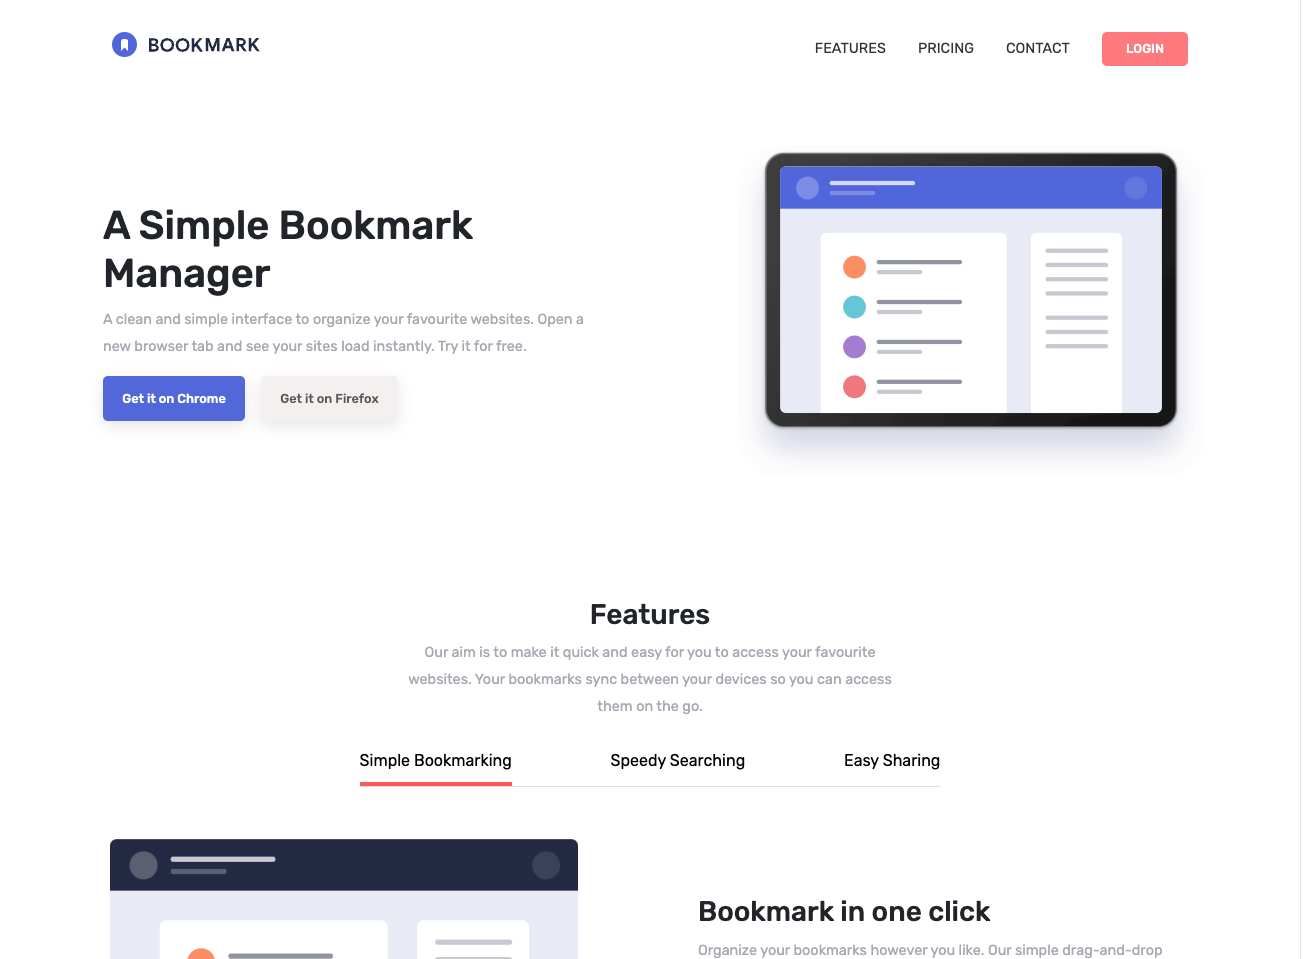 BOOKMARK
FEATURES PRICING CONTACT LOGIN
A Simple Bookmark
Manager
A clean and simple interface to organize your favourite websites. Open a
new browser tab and see your sites load instantly. Try it for free.
Get it on Chrome Get it on Firefox
Features
Our aim is to make it quick and easy for you to access your favourite
websites. Your bookmarks sync between your devices so you can access
them on the go.
Simple Bookmarking Speedy Searching Easy Sharing
Bookmark in one click
Organize your bookmarks however you like. Our simple drag-and-drop